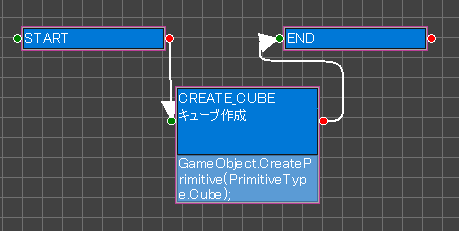 START
END
CREATE_CUBE
キューブ作成
GameObject.CreateP
rimitive(PrimitiveTyp
e.Cube);